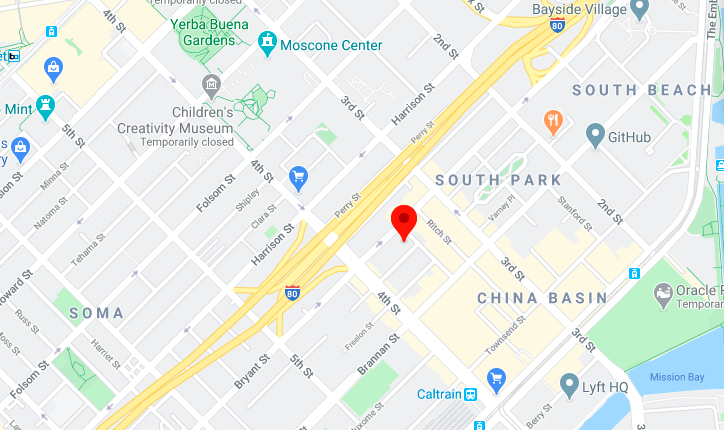 Temporarily closed
Bayside Village
80
4th St
Yerba Buena
Gardens
Moscone Center
2nd St
The Emb
Children's
Creativity Museum
Temporarily closed
3rd St
Harrison St
SOUTH BEACH
Mint
5th St
GitHub
Perry St
4th St
SOUTH PARK
Minna St
Folsom St
Shipley
Clara St
Perry St
Natoma St
Varney Pl
Stanford St
2nd St
Ritch St
Tehama St
Harrison St
3rd St
Howard St
80
4th St
CHINA BASIN
Oracle
Temporar
SOMA
Russ St
Moss St
Harriet St
Freelon St
Townsend St
3rd St
Folsom St
Bryant St
5th St
Brannan St
Mission Bay
Caltrain
Lyft HQ
Berry St